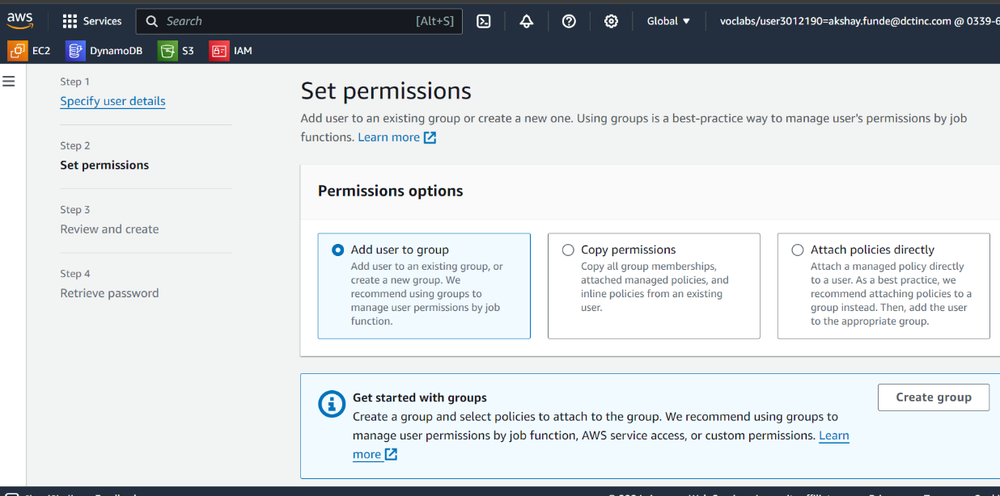 aws
Services
Search [Alt+S]
Global
voclabs/user3012190=akshay.funde@dctinc.com @ 0339-6
EC2
DynamoDB
S3
IAM
Step 1
Specify user details
Step 2
Set permissions
Step 3
Review and create
Step 4
Retrieve password
Set permissions
Add user to an existing group or create a new one. Using groups is a best-practice way to manage user's permissions by job
functions. Learn more
Permissions options
Add user to group
Add user to an existing group, or
create a new group. We
recommend using groups to
manage user permissions by job
function.
Copy permissions
Copy all group memberships,
attached managed policies, and
inline policies from an existing
user.
Attach policies directly
Attach a managed policy directly
to a user. As a best practice, we
recommend attaching policies to a
group instead. Then, add the user
to the appropriate group.
Get started with groups
Create a group and select policies to attach to the group. We recommend using groups to
manage user permissions by job function, AWS service access, or custom permissions. Learn
more
Create group